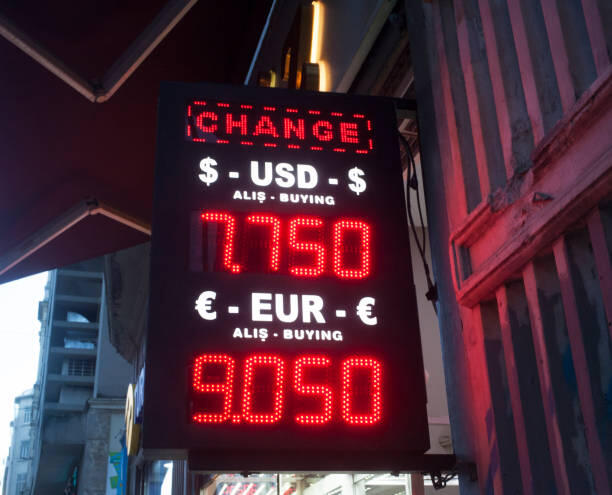 CHANGE
$ - USD - $
ALIŞ - BUYING
7.750
€ - EUR - €
ALIŞ - BUYING
9.050